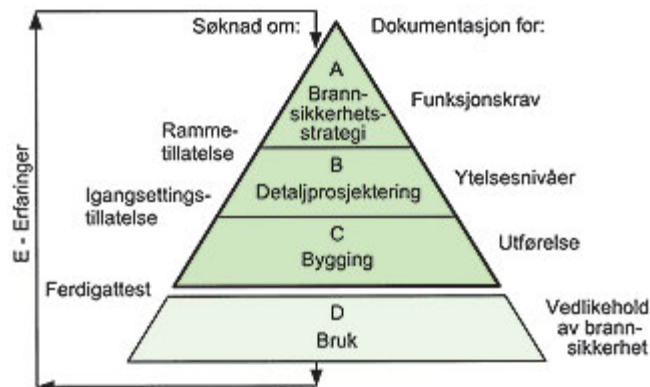 Søknad om:
Dokumentasjon for:
A
Brann-
sikkerhets-
strategi
Funksjonskrav
Ramme-
tillatelse
B
Detaljprosjektering
Ytelsesnivåer
Igangsettings-
tillatelse
C
Bygging
Utførelse
Ferdigattest
D
Bruk
Vedlikehold
av brann-
sikkerhet
E - Erfaringer